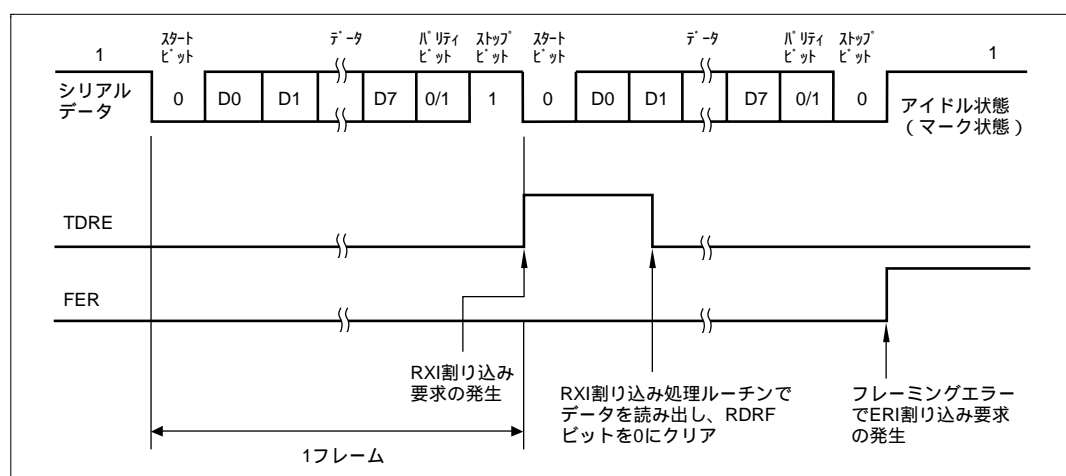 1
スタート
ビット
データ
パリティ
ビット
ストップ
ビット
スタート
ビット
データ
パリティ
ビット
ストップ
ビット
1
シリアル
データ
0
D0
D1
D7
0/1
1
0
D0
D1
D7
0/1
0
アイドル状態
(マーク状態)
TDRE
FER
RXI割り込み
要求の発生
RXI割り込み処理ルーチンで
データを読み出し、RDRF
ビットを0にクリア
フレーミングエラー
でERI割り込み要求
の発生
1フレーム